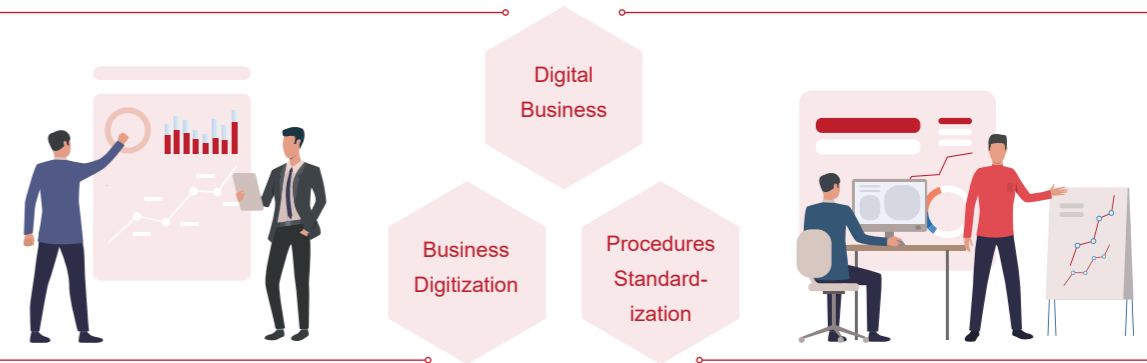 Digital
Business
Business
Digitization
Procedures
Standard-
ization